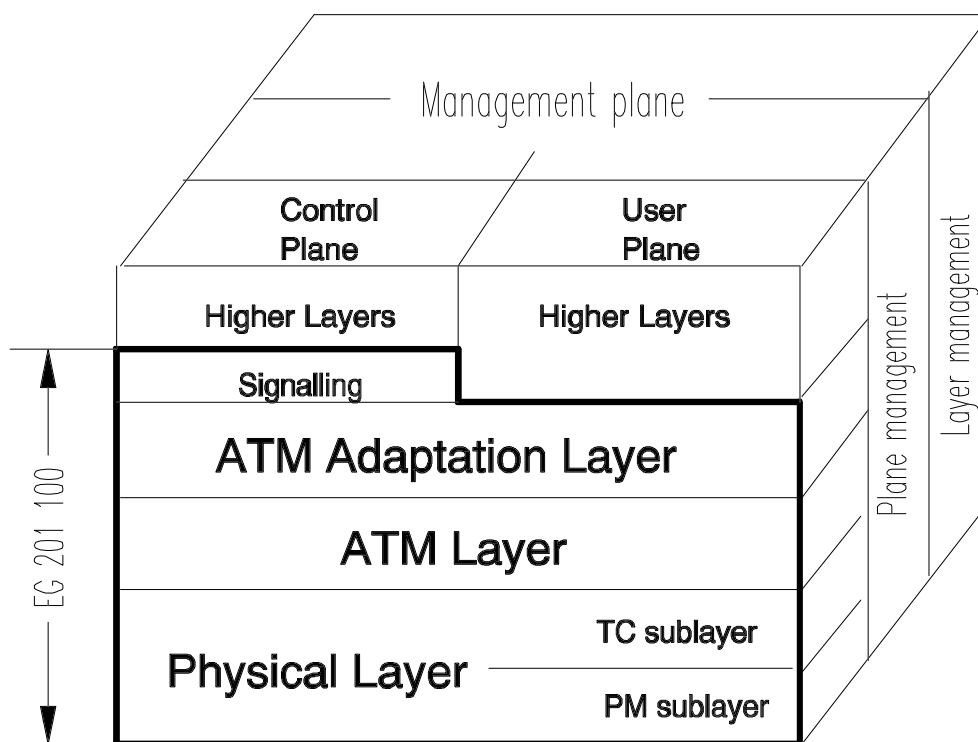 Management plane
Control
Plane
User
Plane
Higher Layers
Higher Layers
Signalling
ATM Adaptation Layer
ATM Layer
Physical Layer
TC sublayer
PM sublayer
EG 201 100
Plane management
Layer management